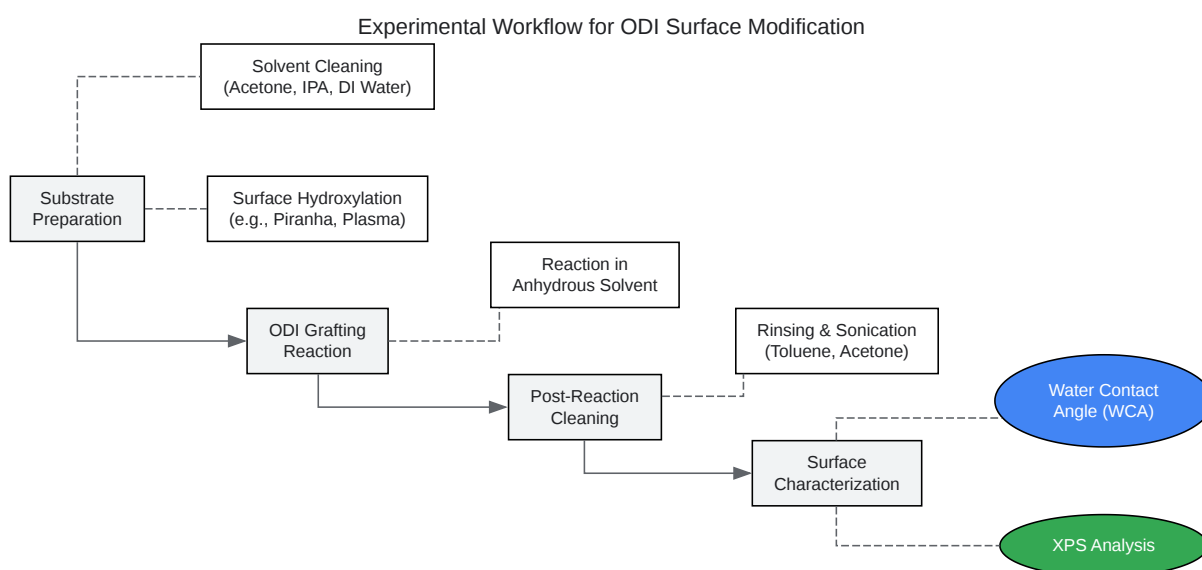 Experimental Workflow for ODI Surface Modification
Solvent Cleaning
(Acetone, IPA, DI Water)
Substrate
Preparation
Surface Hydroxylation
(e.g., Piranha, Plasma)
Reaction in
Anhydrous Solvent
ODI Grafting
Reaction
Rinsing & Sonication
(Toluene, Acetone)
Post-Reaction
Cleaning
Water Contact
Angle (WCA)
Surface
Characterization
XPS Analysis